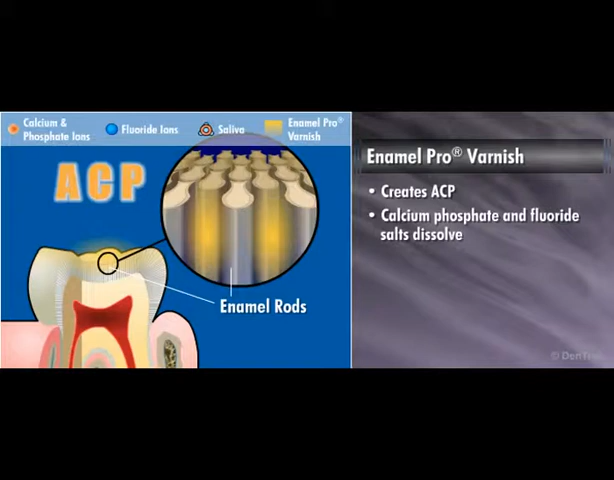 Calcium &
Phosphate Ions
Fluoride Ions
Saliva
Enamel Pro®
Varnish
ACP
Enamel Rods
Enamel Pro® Varnish
• Creates ACP
• Calcium phosphate and fluoride
salts dissolve